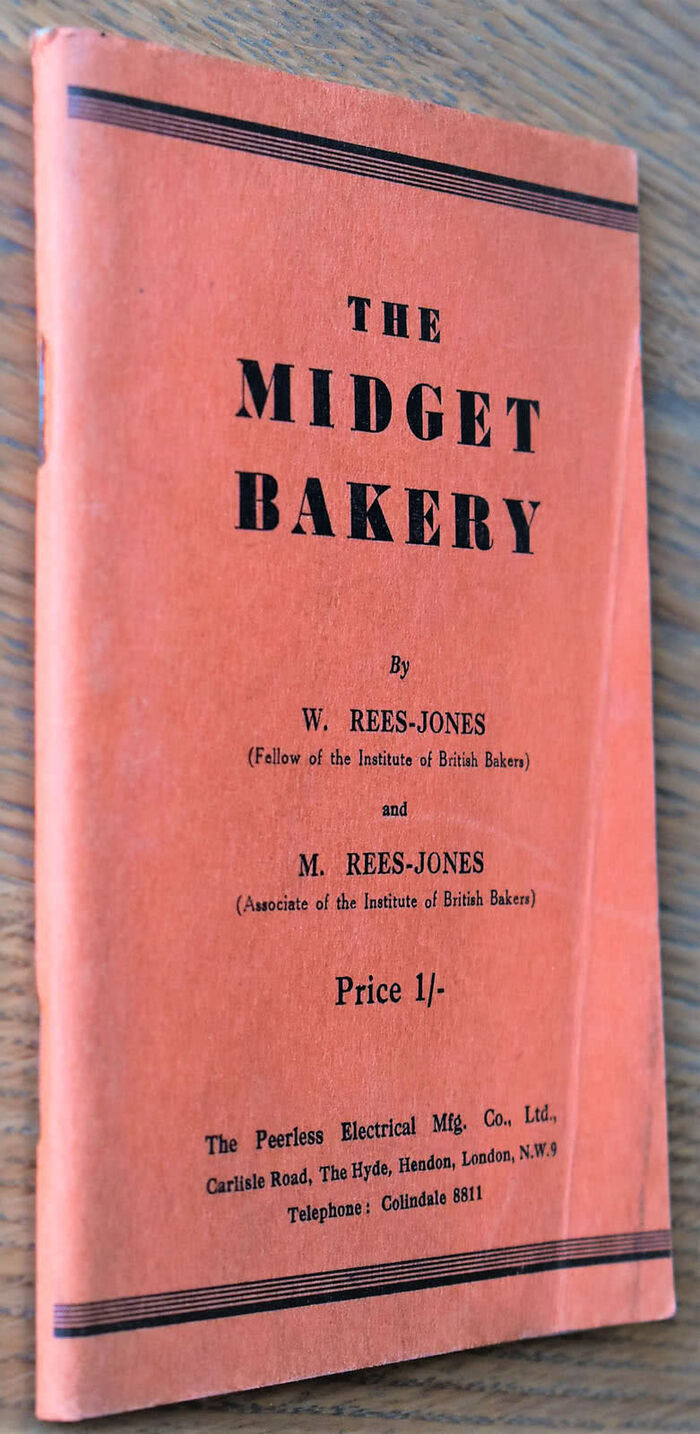 THE
MIDGET
BAKERY
By
W. REES-JONES
(Fellow of the Institute of British Bakers)
and
M. REES-JONES
(Associate of the Institute of British Bakers)
Price 1/-
The Peerless Electrical Mfg. Co., Ltd.,
Carlisle Road, The Hyde, Hendon, London, N.W.9
Telephone: Colindale 8811